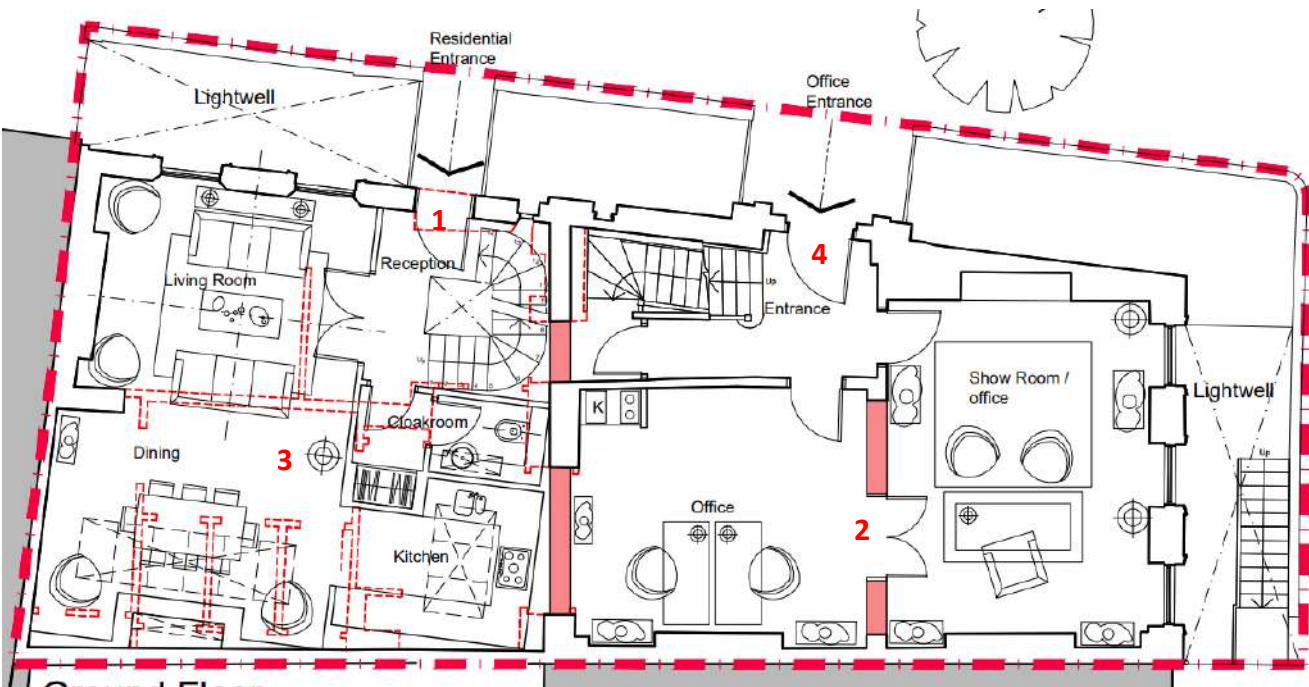 Residential
Entrance
Lightwell
Office
Entrance
1
Reception
4
Living Room
Up
Entrance
Show Room /
office
Lightwell
Up
K
Cloakroom
Up
Dining
3
Office
2
Kitchen
Ground Floor